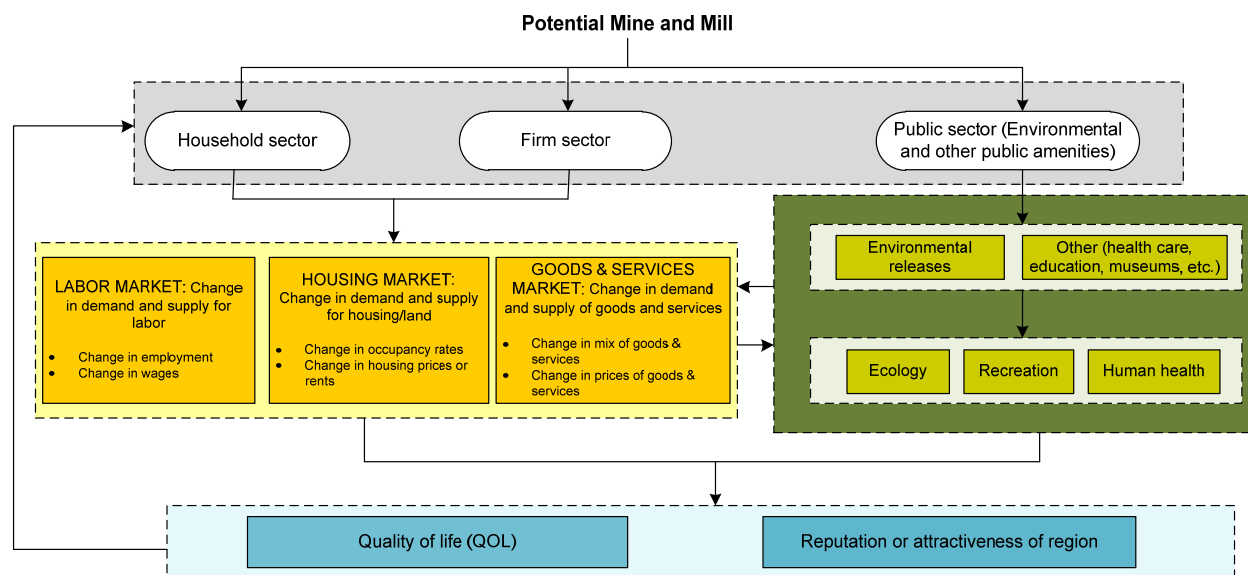 Potential Mine and Mill
Household sector
Firm sector
Public sector (Environmental
and other public amenities)
LABOR MARKET: Change
in demand and supply for
labor
• Change in employment
• Change in wages
HOUSING MARKET:
Change in demand and supply
for housing/land
• Change in occupancy rates
• Change in housing prices or
rents
GOODS & SERVICES
MARKET: Change in demand
and supply of goods and services
• Change in mix of goods &
services
• Change in prices of goods &
services
Environmental
releases
Other (health care,
education, museums, etc.)
Ecology
Recreation
Human health
Quality of life (QOL)
Reputation or attractiveness of region